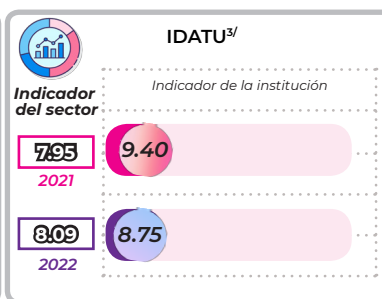 IDATU3/
Indicador
del sector
Indicador de la institución
7.95
9.40
2021
8.09
8.75
2022